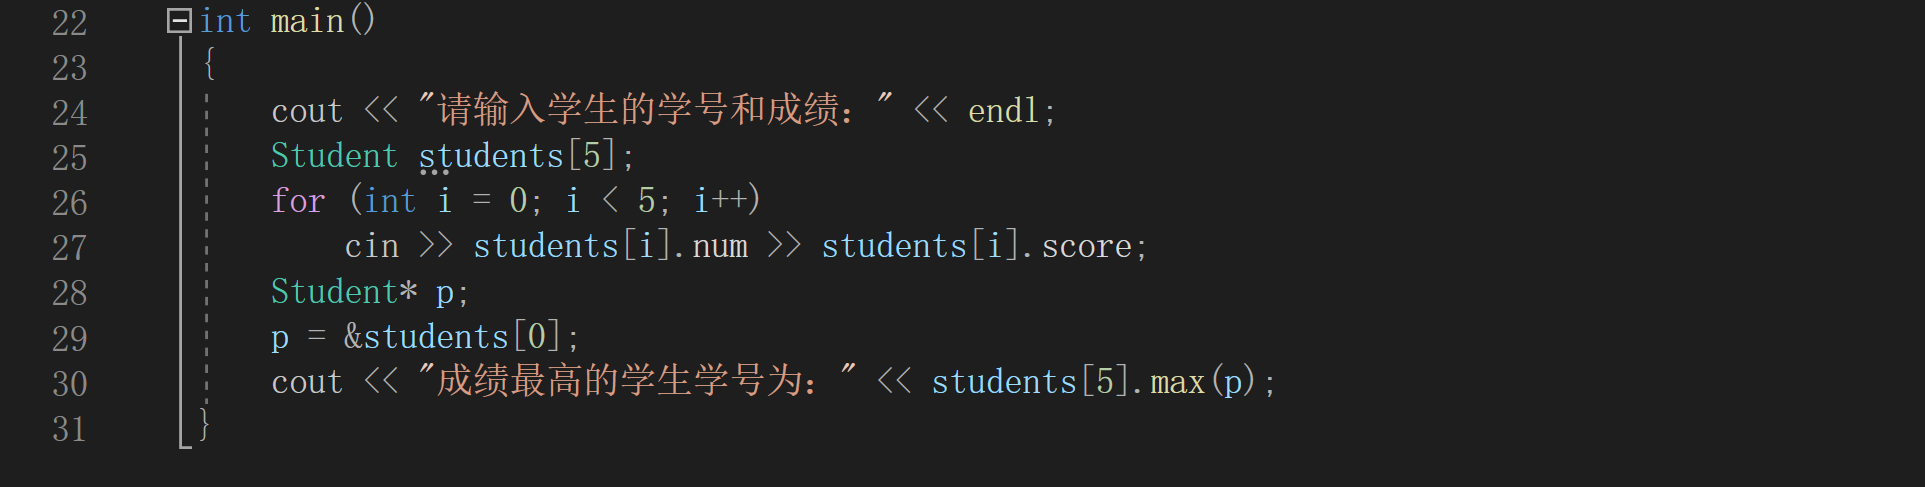 22 int main()
23 {
24 cout << "请输入学生的学号和成绩：" << endl;
25 Student students[5];
26 for (int i = 0; i < 5; i++)
27 cin >> students[i].num >> students[i].score;
28 Student* p;
29 p = &students[0];
30 cout << "成绩最高的学生学号为：" << students[5].max(p);
31 }